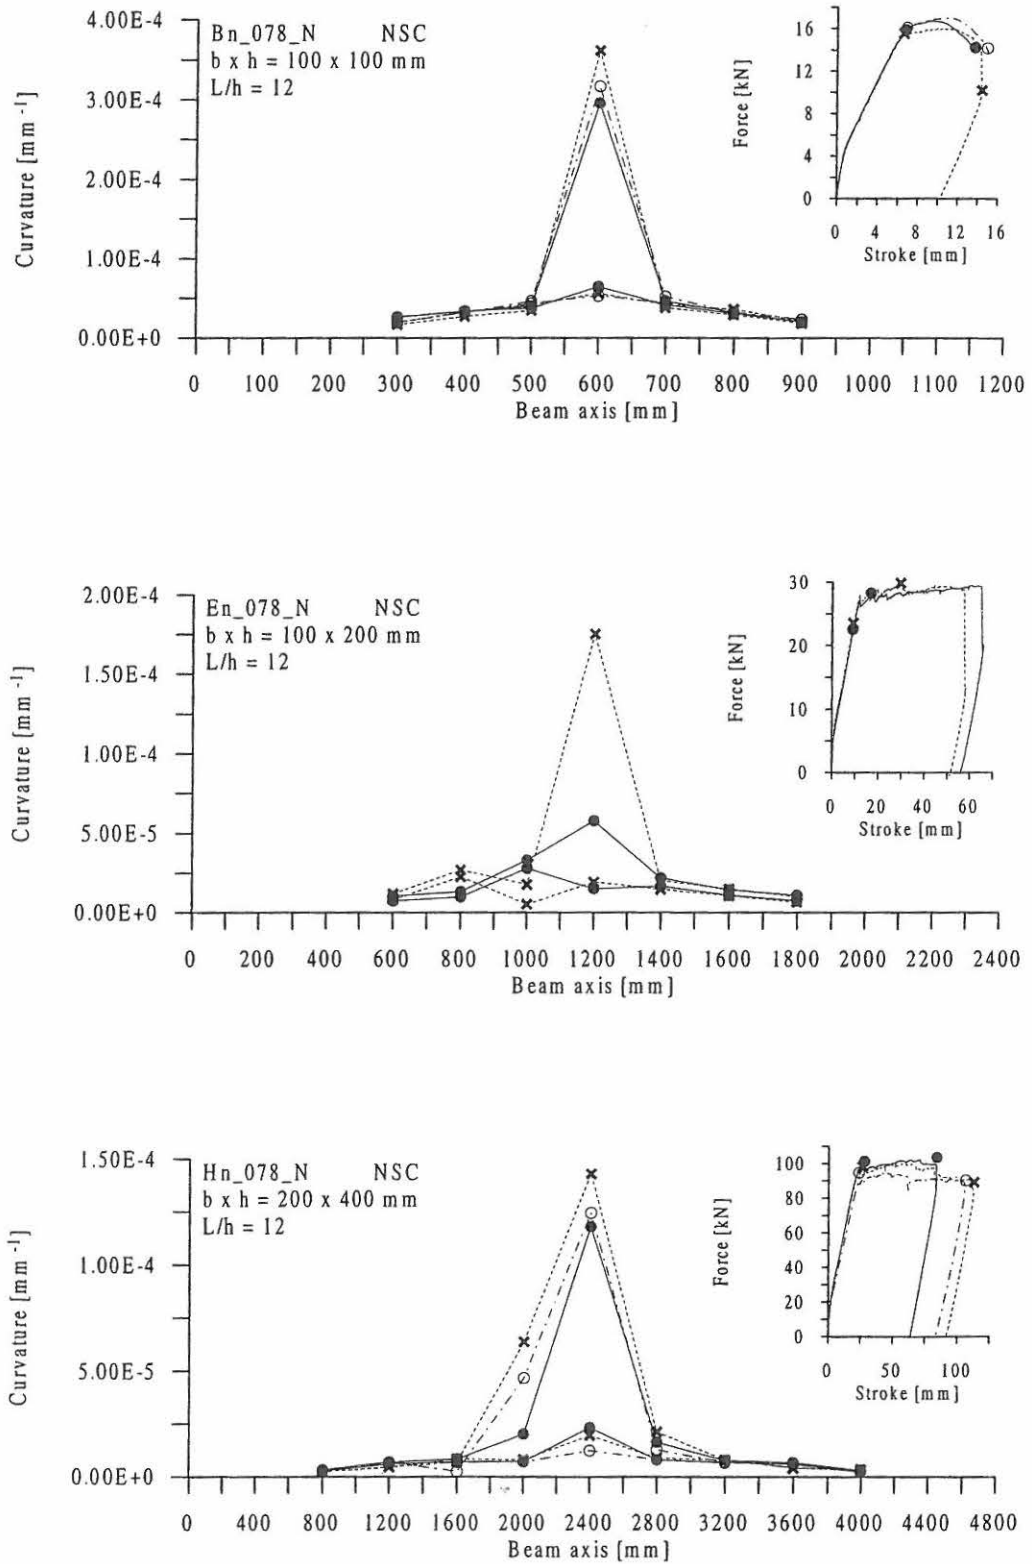 4.00E-4
3.00E-4
2.00E-4
1.00E-4
0.00E+0
Curvature [mm -1]
Bn_078_N NSC
b x h = 100 x 100 mm
L/h = 12
0 100 200 300 400 500 600 700 800 900 1000 1100 1200
Beam axis [mm]
16
12
8
4
0
Force [kN]
0 4 8 12 16
Stroke [mm]
2.00E-4
1.50E-4
1.00E-4
5.00E-5
0.00E+0
Curvature [mm -1]
En_078_N NSC
b x h = 100 x 200 mm
L/h = 12
0 200 400 600 800 1000 1200 1400 1600 1800 2000 2200 2400
Beam axis [mm]
30
20
10
0
Force [kN]
0 20 40 60
Stroke [mm]
1.50E-4
1.00E-4
5.00E-5
0.00E+0
Curvature [mm -1]
Hn_078_N NSC
b x h = 200 x 400 mm
L/h = 12
0 400 800 1200 1600 2000 2400 2800 3200 3600 4000 4400 4800
Beam axis [mm]
100
80
60
40
20
0
Force [kN]
0 50 100
Stroke [mm]